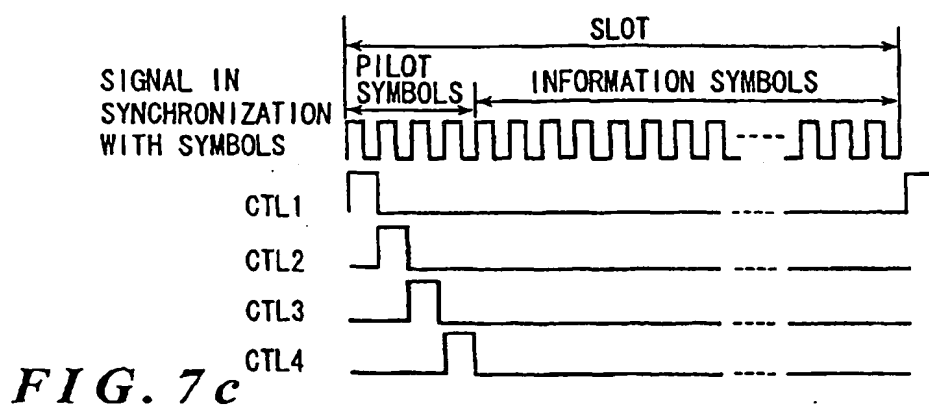 SLOT
PILOT
SYMBOLS
INFORMATION SYMBOLS
SIGNAL IN
SYNCHRONIZATION
WITH SYMBOLS
CTL1
CTL2
CTL3
CTL4
FIG. 7c